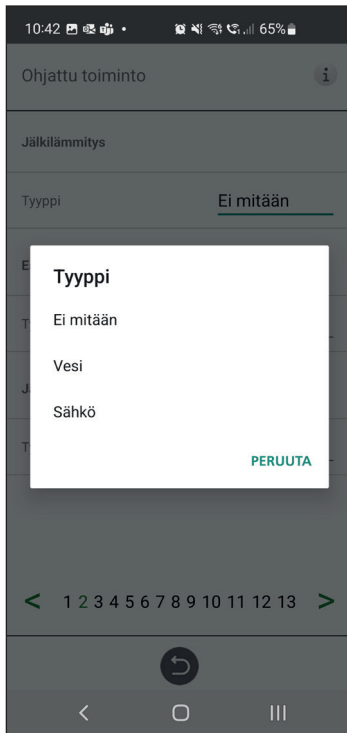 10:42 65%
Ohjattu toiminto i
Jälkilämmitys
Tyyppi Ei mitään
E
Tyyppi
Ei mitään
T
Vesi
J
Sähkö
T
PERUUTA
< 1 2 3 4 5 6 7 8 9 10 11 12 13 >